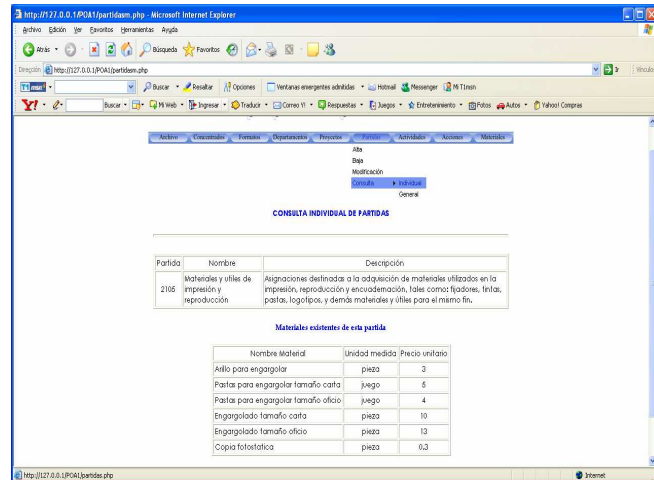 http://127.0.0.1/POA1/partidasm.php - Microsoft Internet Explorer
Archivo Edición Ver Favoritos Herramientas Ayuda
Atrás Búsqueda Favoritos
Dirección http://127.0.0.1/POA1/partidasm.php Ir Vínculos
msn Buscar Resaltar Opciones Ventanas emergentes admitidas Hotmail Messenger Mi T1msn
Y! Buscar Mi Web Ingresar Traducir Correo Y! Respuestas Juegos Entretenimiento Fotos Autos Yahoo! Compras
Archivo Concentrados Formatos Departamentos Proyectos Partidas Actividades Acciones Materiales
Alta
Baja
Modificación
Consulta Individual
General
CONSULTA INDIVIDUAL DE PARTIDAS
Partida Nombre Descripción
2105 Materiales y utiles de impresión y reproducción Asignaciones destinadas a la adquisición de materiales utilizados en la
impresión, reproducción y encuadernación, tales como: fijadores, tintas,
pastas, logotipos, y demás materiales y útiles para el mismo fin.
Materiales existentes de esta partida
Nombre Material Unidad medida Precio unitario
Arillo para engargolar pieza 3
Pastas para engargolar tamaño carta juego 5
Pastas para engargolar tamaño oficio juego 4
Engargolado tamaño carta pieza 10
Engargolado tamaño oficio pieza 13
Copia fotostatica pieza 0.3
http://127.0.0.1/POA1/partidas.php Internet